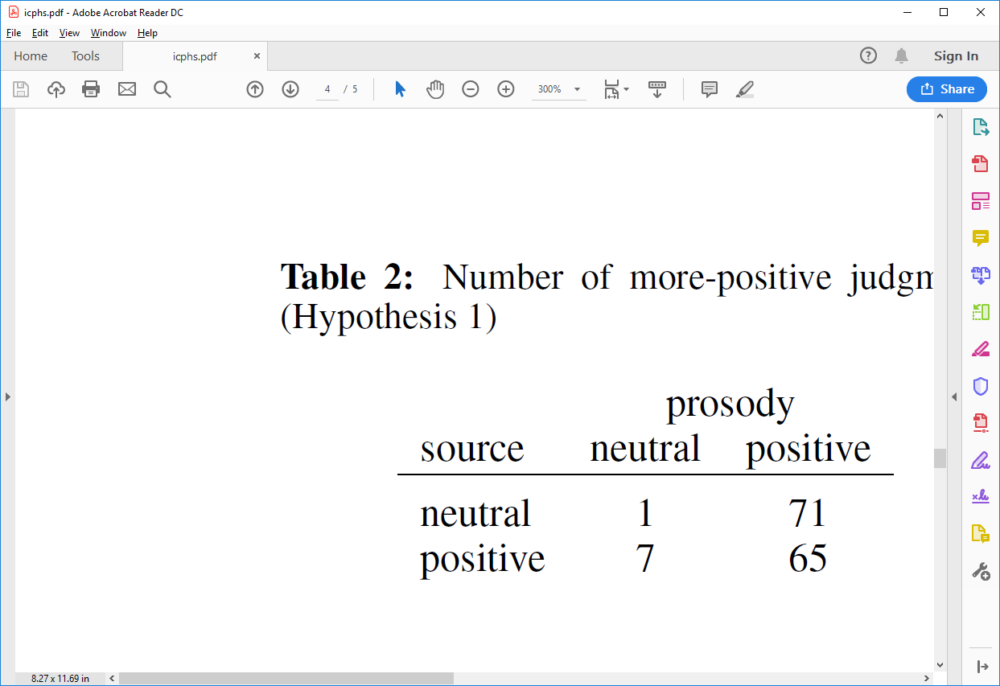 icphs.pdf - Adobe Acrobat Reader DC
File Edit View Window Help
Home Tools icphs.pdf × Sign In
4 / 5 300% Share
Table 2: Number of more-positive judgm
(Hypothesis 1)
prosody
source neutral positive
neutral 1 71
positive 7 65
8.27 x 11.69 in